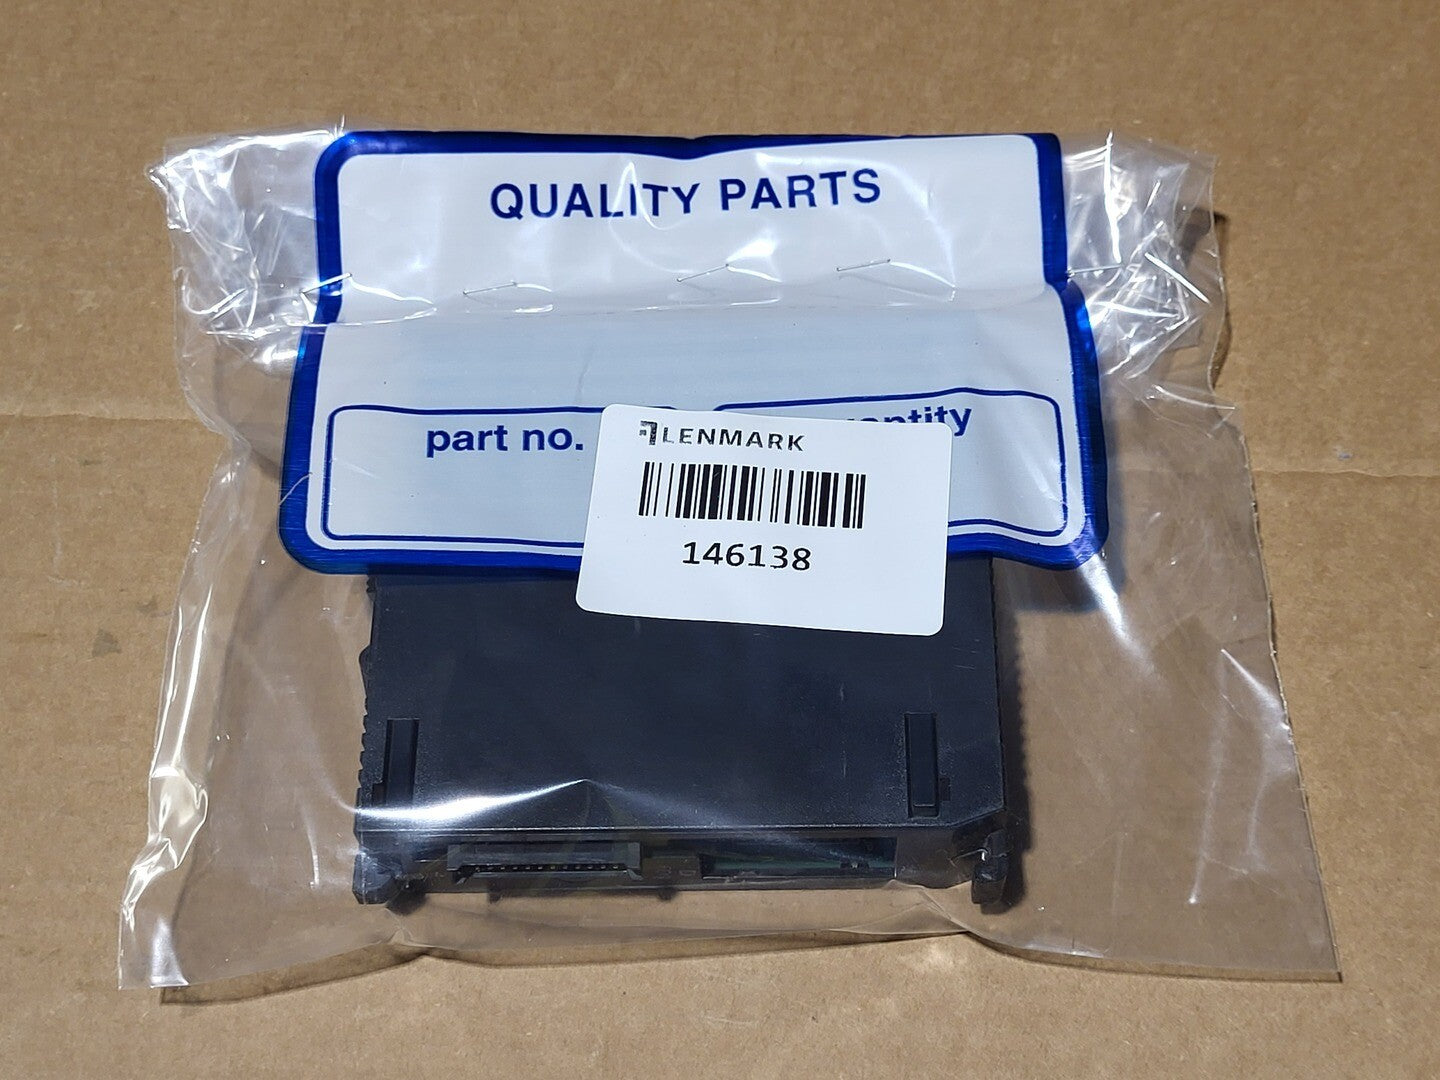 QUALITY PARTS
part no.
LENMARK
146138